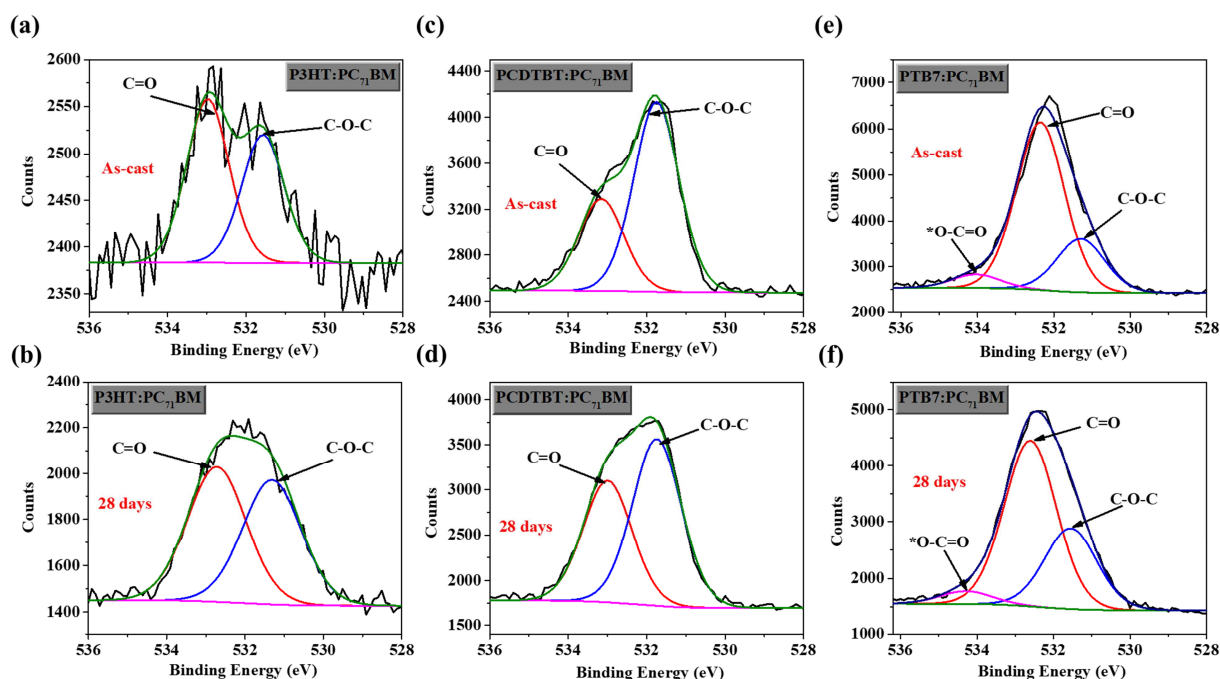 (a)
P3HT:PC71BM
C=O
C-O-C
As-cast
Counts
2600
2550
2500
2450
2400
2350
536 534 532 530 528
Binding Energy (eV)
(c)
PCDTBT:PC71BM
C-O-C
C=O
As-cast
Counts
4400
4000
3600
3200
2800
2400
536 534 532 530 528
Binding Energy (eV)
(e)
PTB7:PC71BM
C=O
As-cast
C-O-C
*O-C=O
Counts
7000
6000
5000
4000
3000
2000
536 534 532 530 528
Binding Energy (eV)
(b)
P3HT:PC71BM
C=O
C-O-C
28 days
Counts
2400
2200
2000
1800
1600
1400
536 534 532 530 528
Binding Energy (eV)
(d)
PCDTBT:PC71BM
C-O-C
C=O
28 days
Counts
4000
3500
3000
2500
2000
1500
536 534 532 530 528
Binding Energy (eV)
(f)
PTB7:PC71BM
C=O
28 days
C-O-C
*O-C=O
Counts
5000
4000
3000
2000
1000
536 534 532 530 528
Binding Energy (eV)